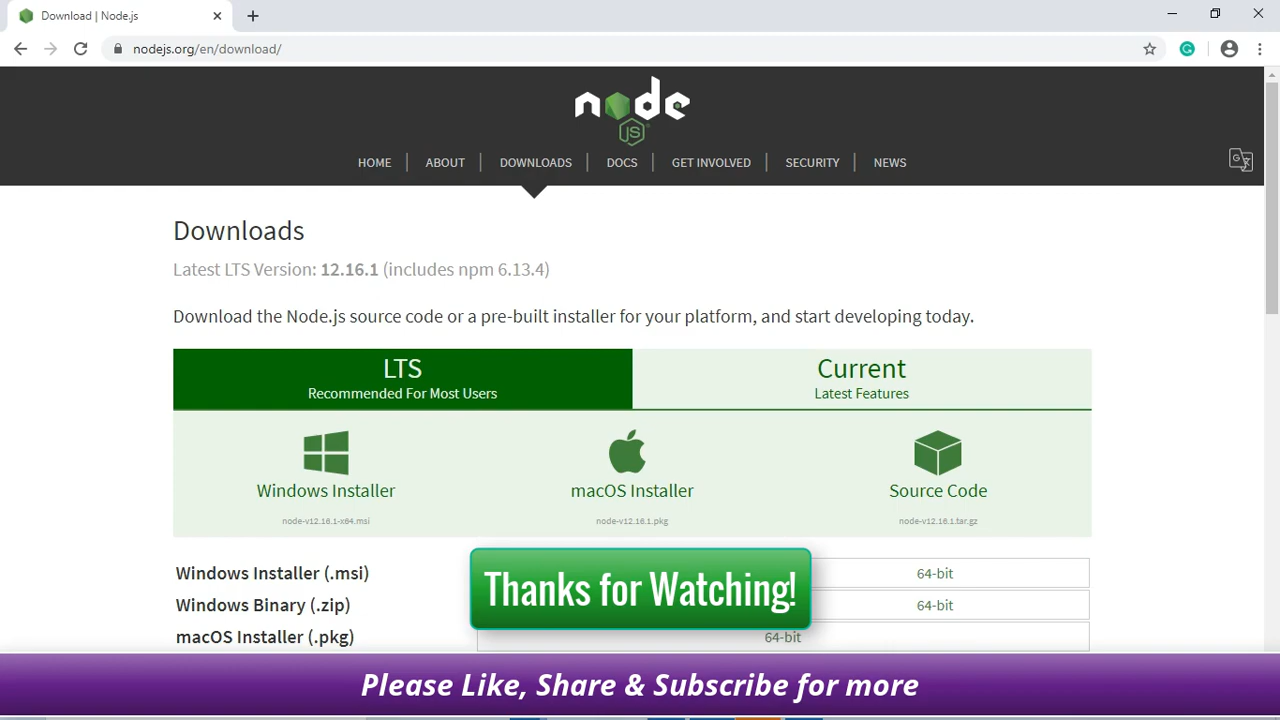 Download | Node.js
nodejs.org/en/download/
node
JS
HOME
ABOUT
DOWNLOADS
DOCS
GET INVOLVED
SECURITY
NEWS
Downloads
Latest LTS Version: 12.16.1 (includes npm 6.13.4)
Download the Node.js source code or a pre-built installer for your platform, and start developing today.
LTS
Recommended For Most Users
Current
Latest Features
Windows Installer
node-v12.16.1-x64.msi
macOS Installer
node-v12.16.1.pkg
Source Code
node-v12.16.1.tar.gz
Windows Installer (.msi)
64-bit
Windows Binary (.zip)
64-bit
macOS Installer (.pkg)
64-bit
Thanks for Watching!
Please Like, Share & Subscribe for more